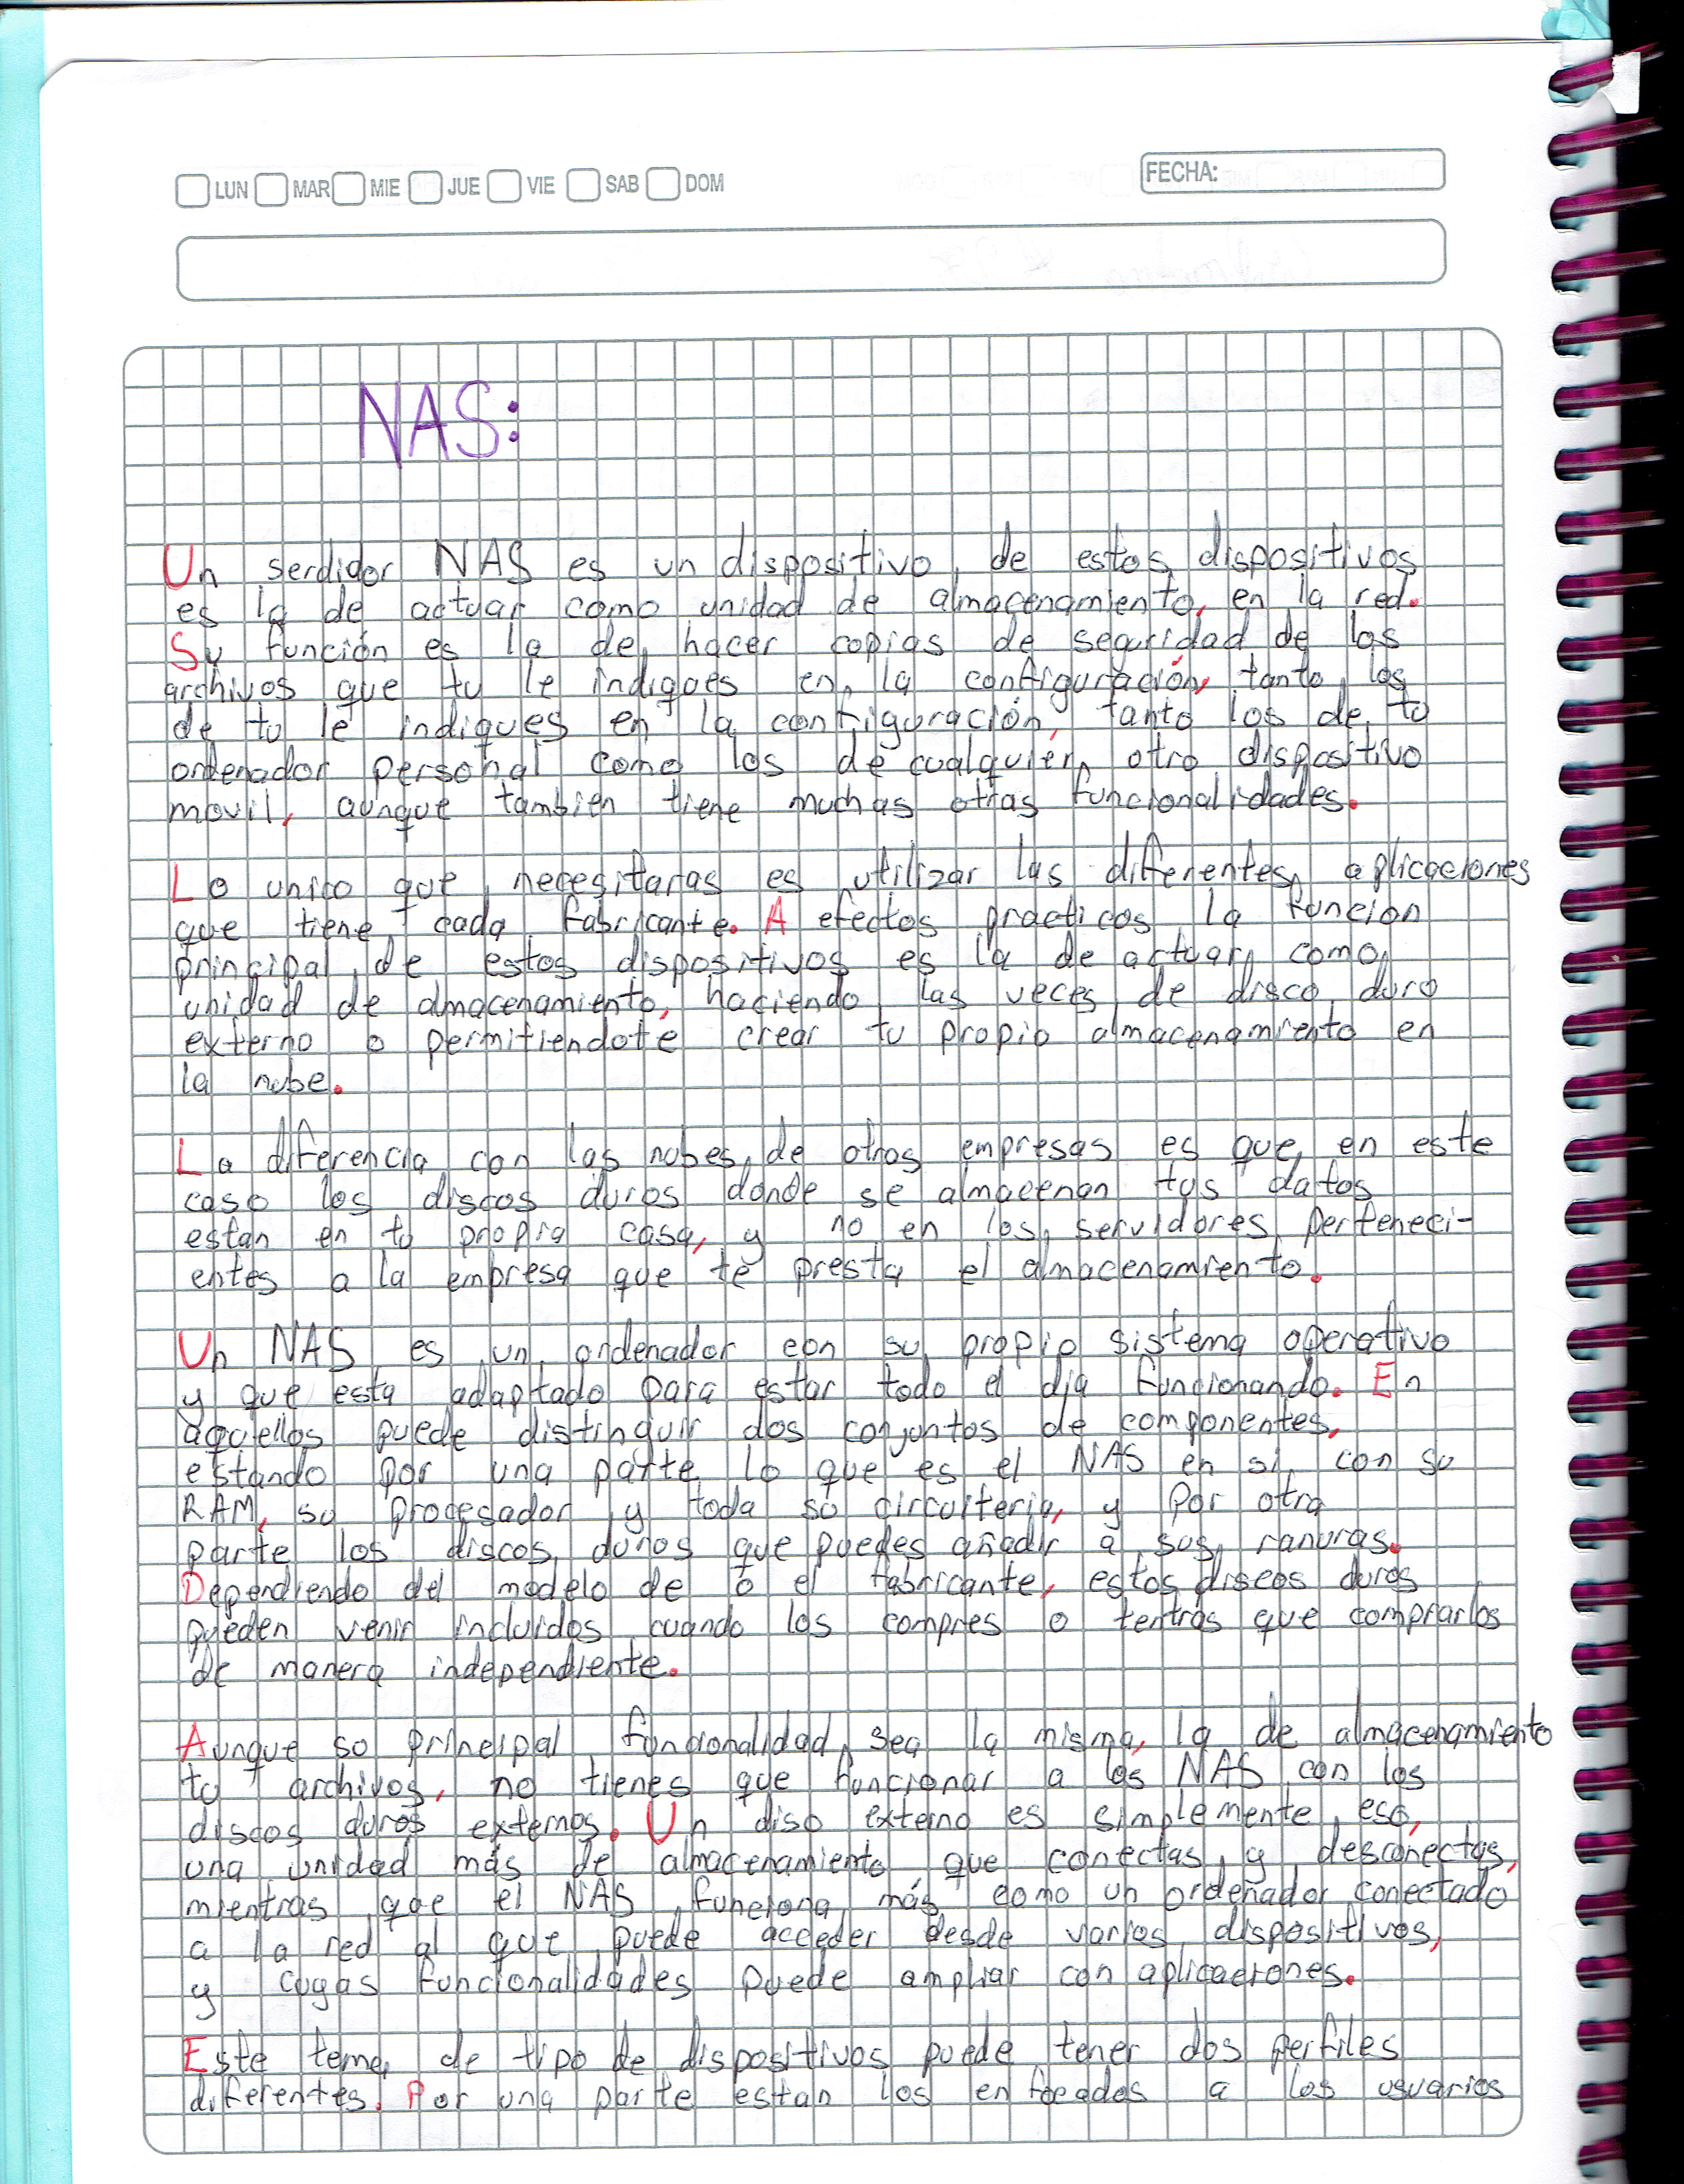 LUN MAR MIE JUE VIE SAB DOM FECHA:
NAS:
Un serdidor NAS es un dispositivo, de estos dispositivos
es la de actuar como unidad de almacenamiento, en la red.
Su función es la de hacer copias de seguridad de los
archivos que tu le indiques en la configuración, tanto los
de tu le indiques en la configuración, tanto los de tu
ordenador personal como los de cualquier otro dispositivo
movil, aunque tambien tiene muchas otras funcionalidades.
Lo unico que necesitaras es utilizar las diferentes aplicaciones
que tiene cada fabricante. A efectos practicos la funcion
principal de estos dispositivos es la de actuar como
unidad de almacenamiento, haciendo las veces de disco duro
externo o permitiendote crear tu propio almacenamiento en
la nube.
La diferencia con las nubes de otras empresas es que en este
caso los discos duros donde se almacenan tus datos
estan en tu propia casa, y no en los servidores perteneci-
entes a la empresa que te presta el almacenamiento.
Un NAS es un ordenador con su propio sistema operativo
y que esta adaptado para estar todo el dia funcionando. En
aquellos puede distinguir dos conjuntos de componentes,
estando por una parte lo que es el NAS en si, con su
RAM, su procesador y toda su circuiteria, y por otra
parte los discos duros que puedes añadir a sus ranuras.
Dependiendo del modelo de o el fabricante, estos discos duros
pueden venir incluidos cuando los compres o tentras que comprarlos
de manera independiente.
Aunque su principal funcionalidad sea la misma, la de almacenamiento
tu archivos, no tienes que funcionar a los NAS con los
discos duros externos. Un diso externo es simplemente eso,
una unidad más de almacenamiento que conectas y desconectas,
mientras que el NAS funciona más como un ordenador conectado
a la red al que puede acceder desde varios dispositivos,
y cuyas funcionalidades puede ampliar con aplicaciones.
Este tema de tipo de dispositivos puede tener dos perfiles
diferentes. Por una parte estan los enfocados a los usuarios